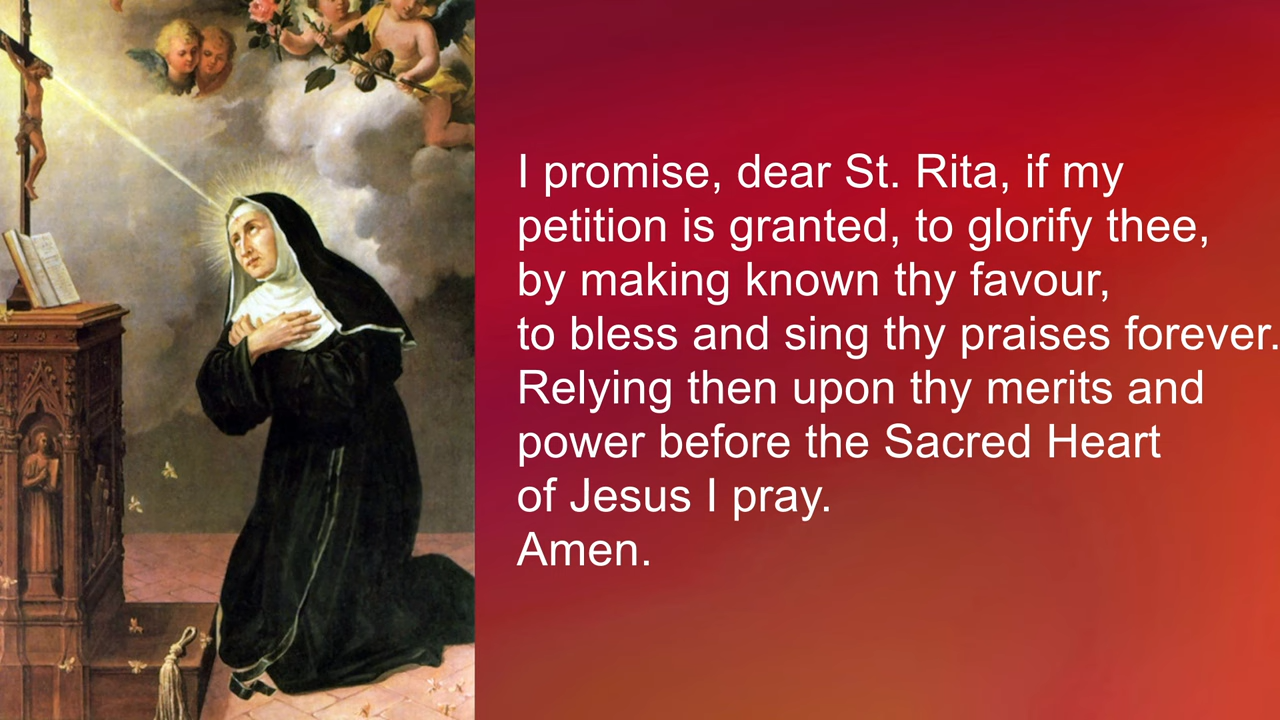 I promise, dear St. Rita, if my
petition is granted, to glorify thee,
by making known thy favour,
to bless and sing thy praises forever.
Relying then upon thy merits and
power before the Sacred Heart
of Jesus I pray.
Amen.